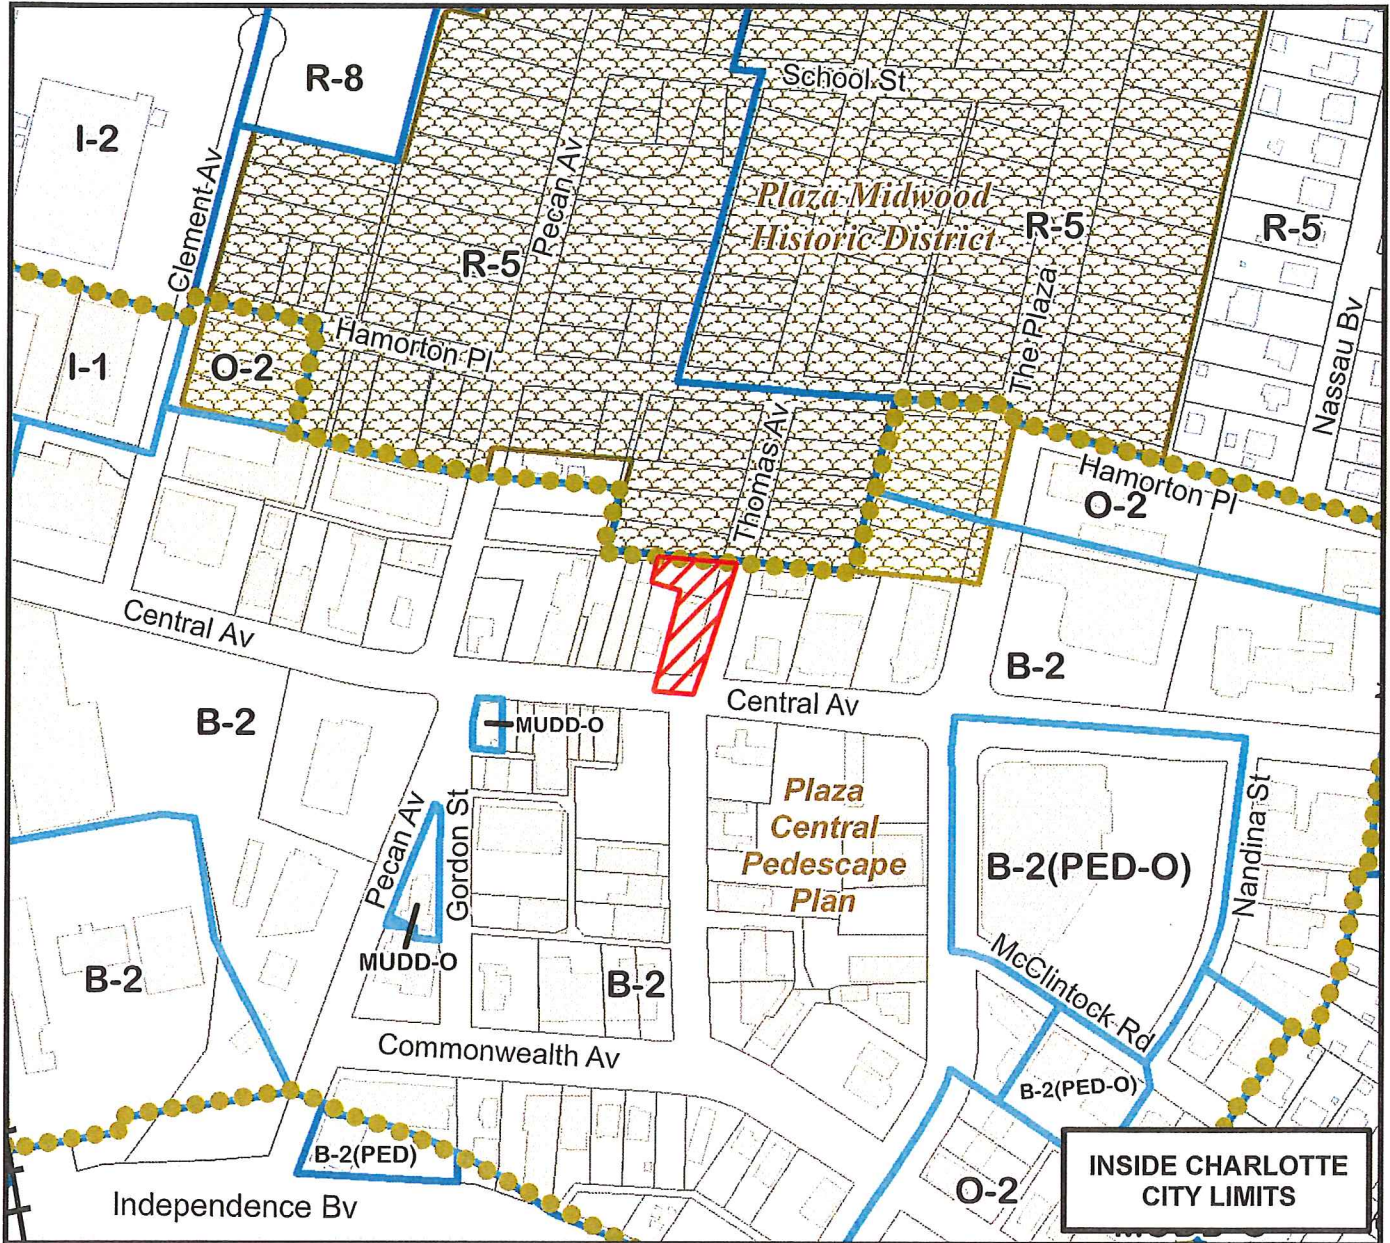 R-8
School St
I-2
Clement Av
Pecan Av
Plaza Midwood
Historic District
R-5
R-5
R-5
The Plaza
Nassau Bv
I-1
O-2
Hamorton Pl
Thomas Av
Hamorton Pl
O-2
Central Av
B-2
Central Av
B-2
MUDD-O
Pecan Av
Gordon St
Plaza
Central
Pedescape
Plan
B-2(PED-O)
Nandina St
MUDD-O
B-2
B-2
McClintock Rd
Commonwealth Av
B-2(PED-O)
B-2(PED)
O-2
INSIDE CHARLOTTE
CITY LIMITS
Independence Bv